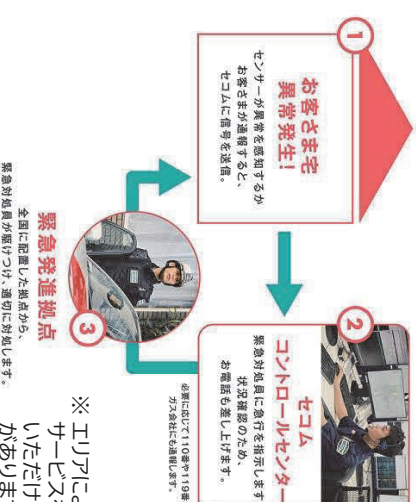 1
お客さま宅
異常発生!
センサーが異常を感知するか
お客さまが通報すると、
セコムに信号を送信。
2
セコム
コントロールセンタ
緊急対処員に急行を指示します
状況確認のため、
お電話も差し上げます。
必要に応じて110番や119番
ガス会社にも通報します。
3
緊急発進拠点
全国に配置した拠点から、
緊急対処員が駆けつけ、適切に対処します。
※ エリアによ
サービス
いただけ
がありま